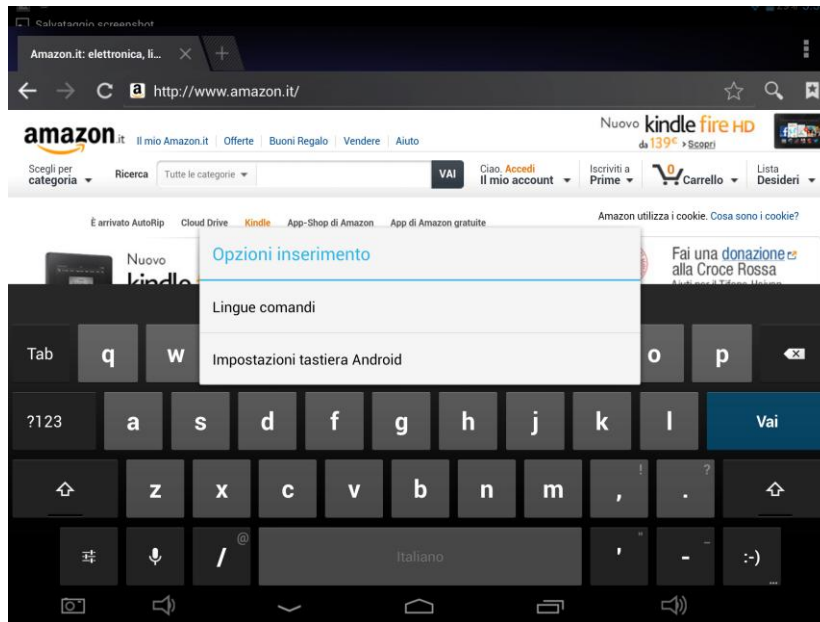 Salvataggio screenshot
Amazon.it: elettronica, li...
http://www.amazon.it/
amazon.it Il mio Amazon.it Offerte Buoni Regalo Vendere Aiuto
Nuovo kindle fire HD
da 139€ › Scopri
Scegli per categoria
Ricerca Tutte le categorie VAI
Ciao. Accedi
Il mio account
Iscriviti a
Prime
0 Carrello
Lista
Desideri
È arrivato AutoRip Cloud Drive Kindle App-Shop di Amazon App di Amazon gratuite
Amazon utilizza i cookie. Cosa sono i cookie?
Nuovo
kindle
Fai una donazione
alla Croce Rossa
Opzioni inserimento
Lingue comandi
Impostazioni tastiera Android
Tab q w o p
?123 a s d f g h j k l Vai
z x c v b n m , ! . ?
/ @ Italiano ' " - _ :-) ...